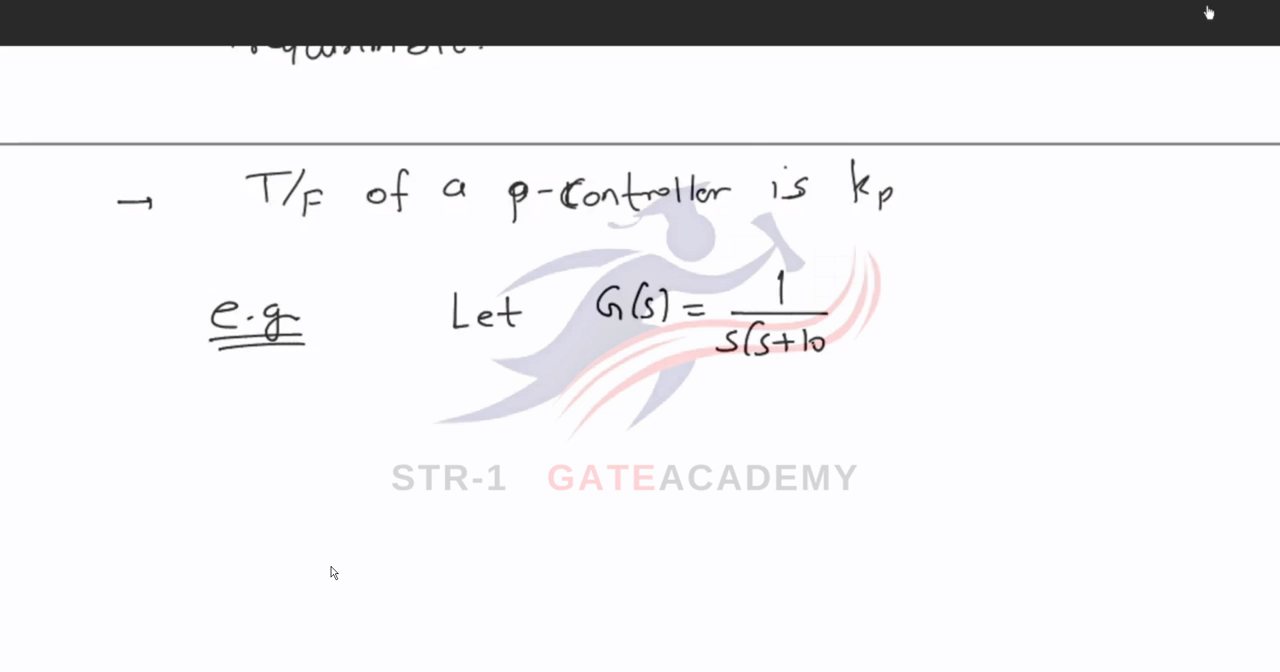 → T/F of a p-controller is kp
e.g Let G(s) = 1 / s(s+10
STR-1 GATEACADEMY